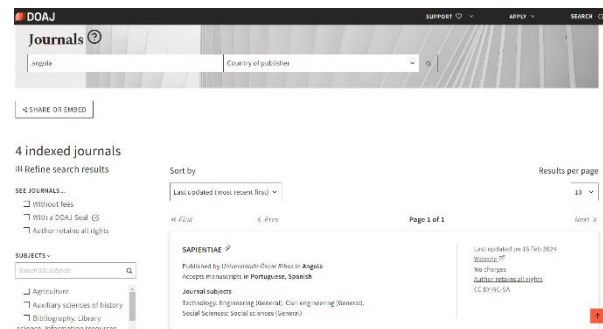 DOAJ
SUPPORT
APPLY
SEARCH
Journals
angola
Country of publisher
SHARE OR EMBED
4 indexed journals
Refine search results
Sort by
Results per page
SEE JOURNALS...
Last updated (most recent first)
10
Without fees
With a DOAJ Seal
Author retains all rights
« First
< Prev
Page 1 of 1
Next >
SUBJECTS
Search 332 subjects
Agriculture
Auxiliary sciences of history
Bibliography. Library
science. Information resources
SAPIENTIAE
Published by Universidade Óscar Ribas in Angola
Accepts manuscripts in Portuguese, Spanish
Journal subjects
Technology: Engineering (General). Civil engineering (General),
Social Sciences: Social sciences (General)
Last updated on 15 Feb 2024
Website
No charges
Author retains all rights
CC BY-NC-SA